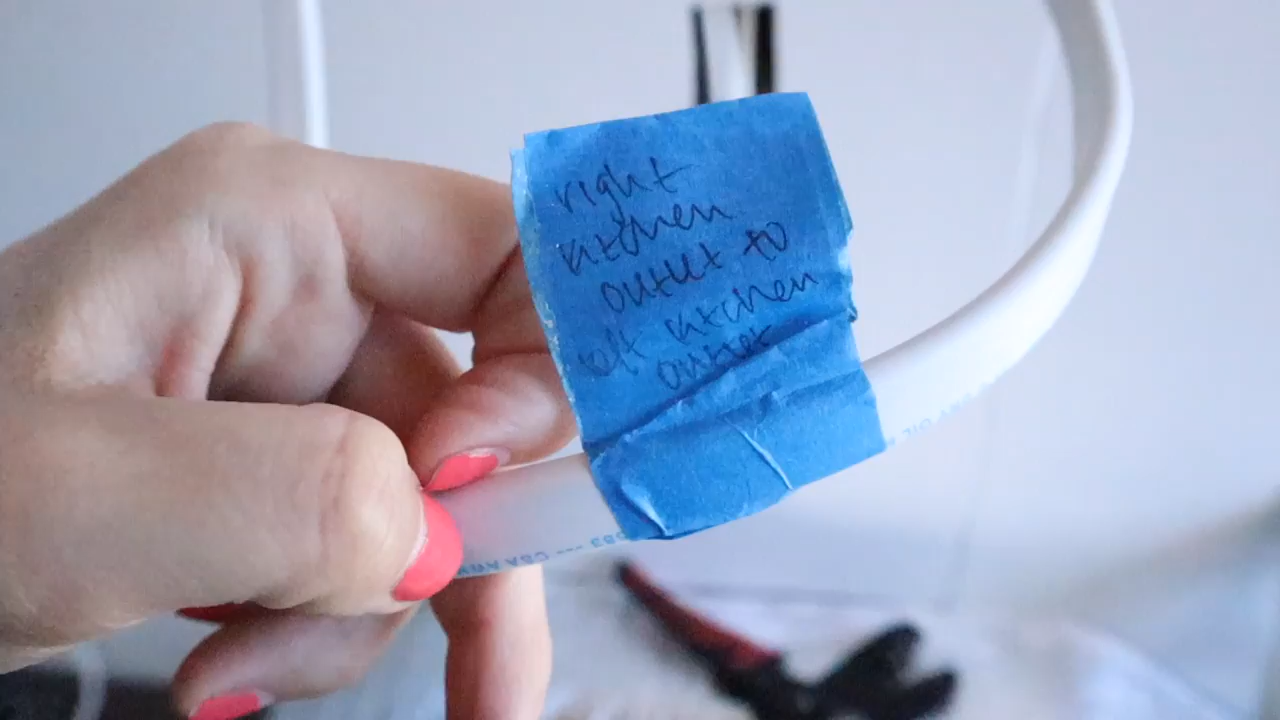 right
kitchen
outlet to
left kitchen
outlet